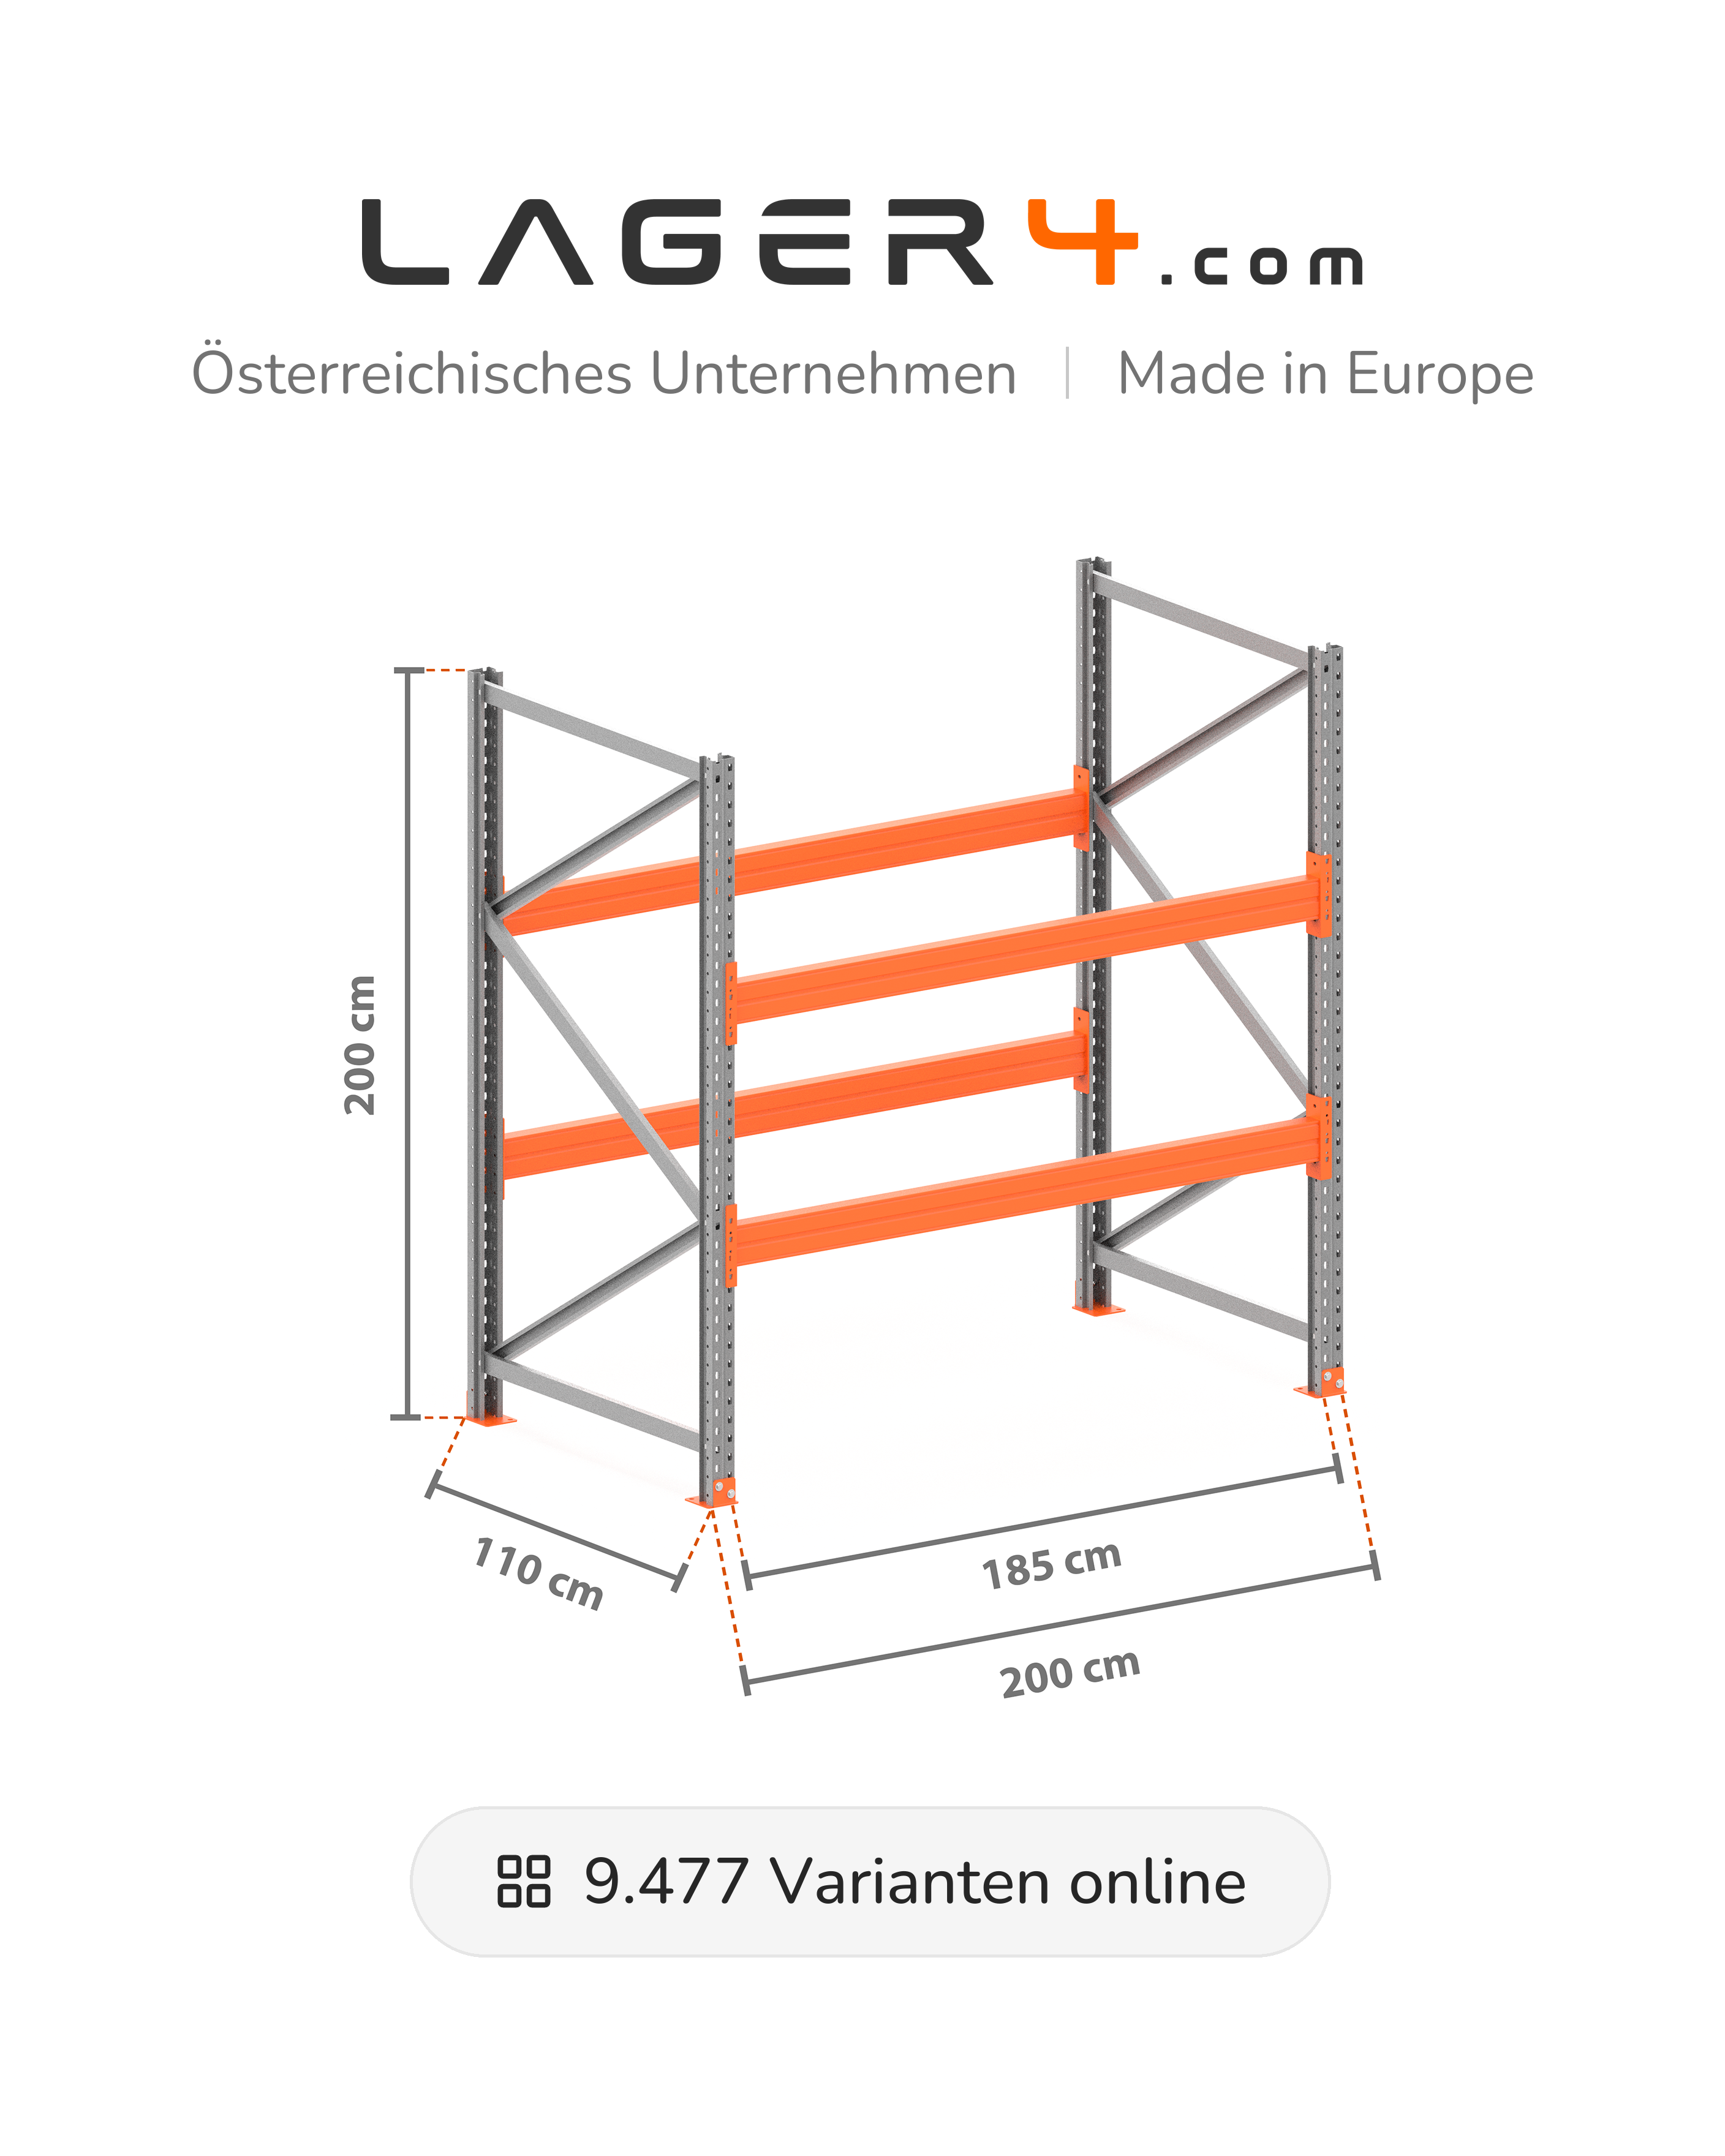 LAGER4.com
Österreichisches Unternehmen | Made in Europe
200 cm
110 cm
185 cm
200 cm
9.477 Varianten online